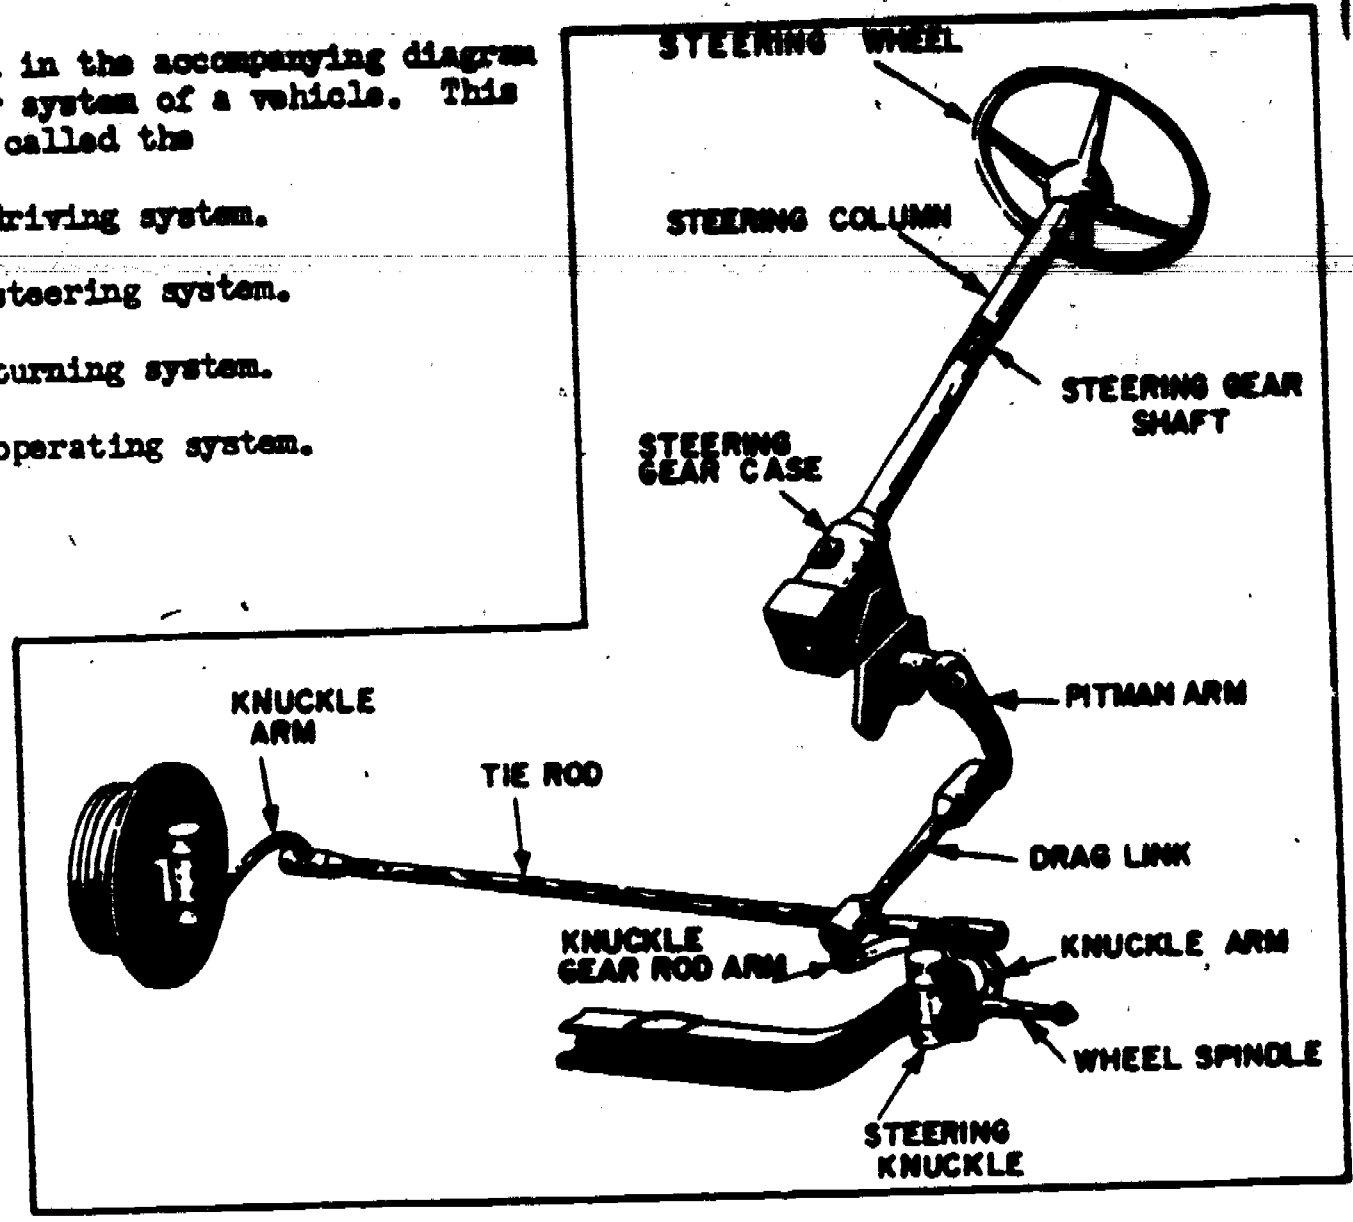 in the accompanying diagram
system of a vehicle. This
called the
driving system.
steering system.
turning system.
operating system.
STEERING WHEEL
STEERING COLUMN
STEERING GEAR
SHAFT
STEERING
GEAR CASE
PITMAN ARM
KNUCKLE
ARM
TIE ROD
DRAG LINK
KNUCKLE
GEAR ROD ARM
KNUCKLE ARM
WHEEL SPINDLE
STEERING
KNUCKLE